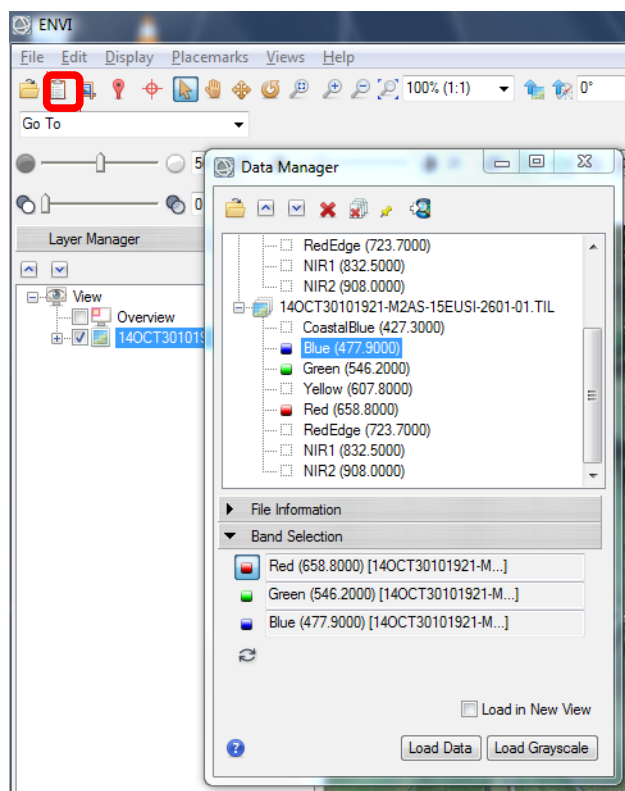 ENVI
File Edit Display Placemarks Views Help
100% (1:1) 0°
Go To
5
Data Manager
0
Layer Manager
RedEdge (723.7000)
NIR1 (832.5000)
NIR2 (908.0000)
View
14OCT30101921-M2AS-15EUSI-2601-01.TIL
Overview
CoastalBlue (427.3000)
14OCT301019
Blue (477.9000)
Green (546.2000)
Yellow (607.8000)
Red (658.8000)
RedEdge (723.7000)
NIR1 (832.5000)
NIR2 (908.0000)
File Information
Band Selection
Red (658.8000) [14OCT30101921-M...]
Green (546.2000) [14OCT30101921-M...]
Blue (477.9000) [14OCT30101921-M...]
Load in New View
? Load Data Load Grayscale